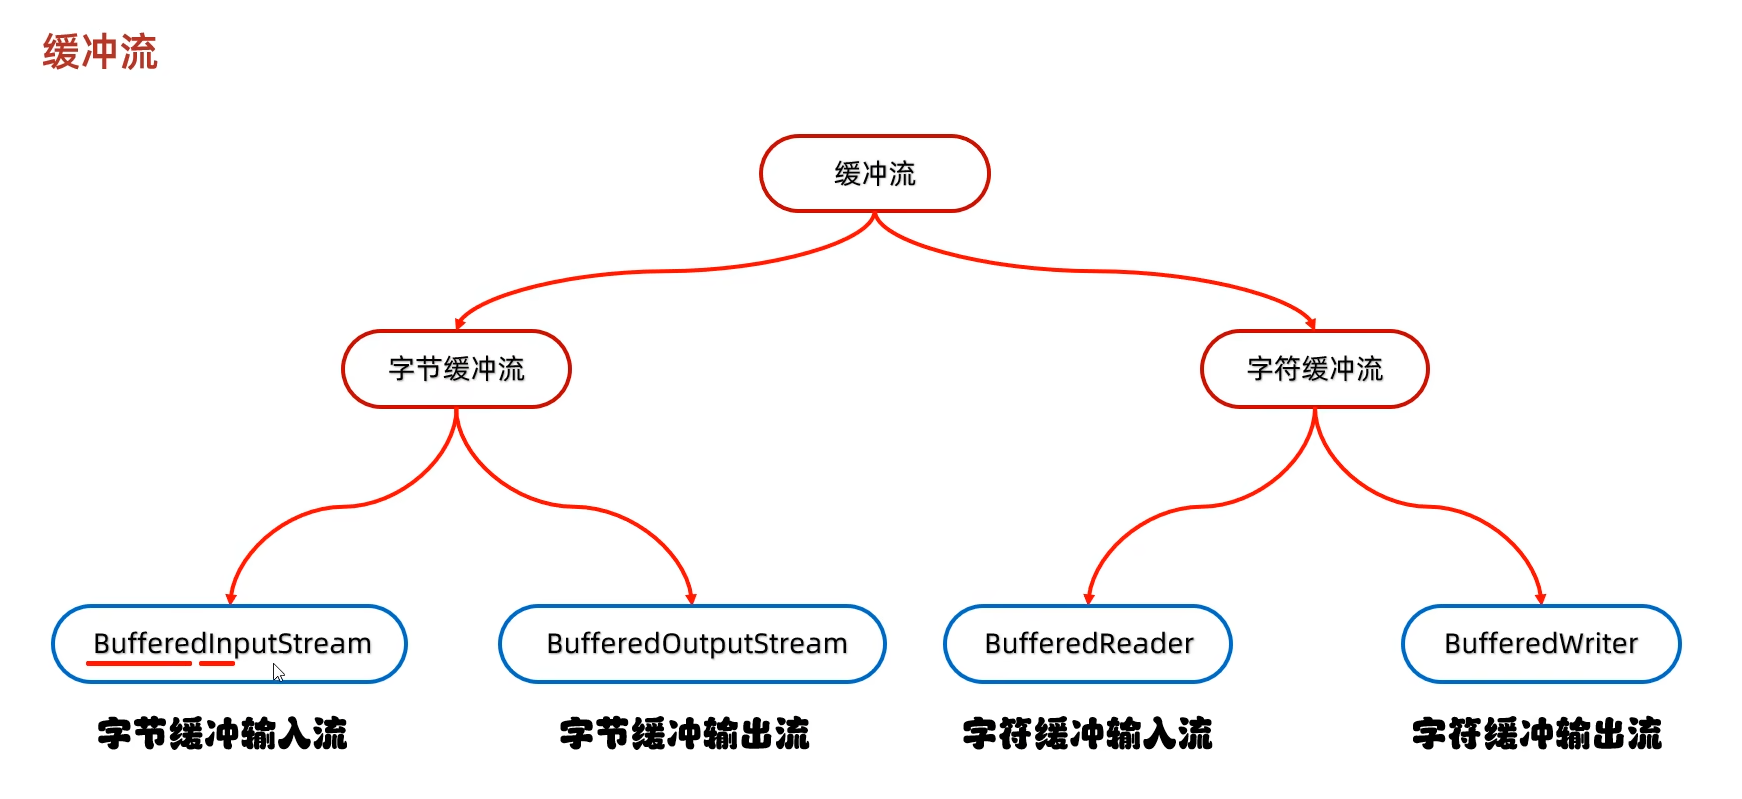 缓冲流
缓冲流
字节缓冲流
字符缓冲流
BufferedInputStream
BufferedOutputStream
BufferedReader
BufferedWriter
字节缓冲输入流
字节缓冲输出流
字符缓冲输入流
字符缓冲输出流